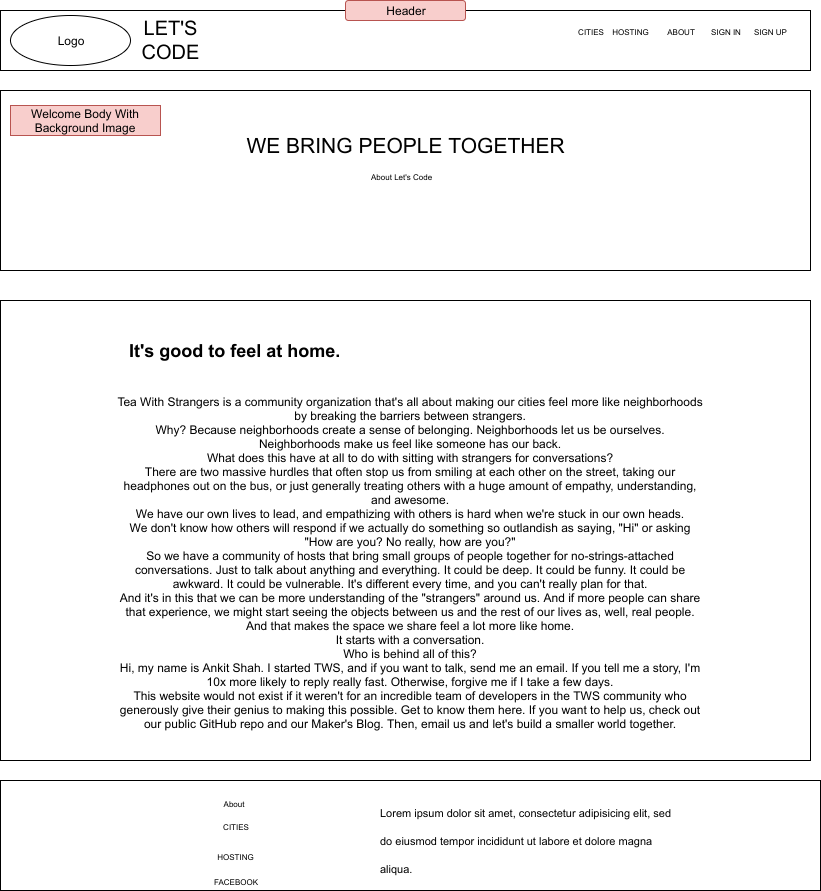 Header
Logo
LET'S
CODE
CITIES HOSTING ABOUT SIGN IN SIGN UP
Welcome Body With
Background Image
WE BRING PEOPLE TOGETHER
About Let's Code
It's good to feel at home.
Tea With Strangers is a community organization that's all about making our cities feel more like neighborhoods
by breaking the barriers between strangers.
Why? Because neighborhoods create a sense of belonging. Neighborhoods let us be ourselves.
Neighborhoods make us feel like someone has our back.
What does this have at all to do with sitting with strangers for conversations?
There are two massive hurdles that often stop us from smiling at each other on the street, taking our
headphones out on the bus, or just generally treating others with a huge amount of empathy, understanding,
and awesome.
We have our own lives to lead, and empathizing with others is hard when we're stuck in our own heads.
We don't know how others will respond if we actually do something so outlandish as saying, "Hi" or asking
"How are you? No really, how are you?"
So we have a community of hosts that bring small groups of people together for no-strings-attached
conversations. Just to talk about anything and everything. It could be deep. It could be funny. It could be
awkward. It could be vulnerable. It's different every time, and you can't really plan for that.
And it's in this that we can be more understanding of the "strangers" around us. And if more people can share
that experience, we might start seeing the objects between us and the rest of our lives as, well, real people.
And that makes the space we share feel a lot more like home.
It starts with a conversation.
Who is behind all of this?
Hi, my name is Ankit Shah. I started TWS, and if you want to talk, send me an email. If you tell me a story, I'm
10x more likely to reply really fast. Otherwise, forgive me if I take a few days.
This website would not exist if it weren't for an incredible team of developers in the TWS community who
generously give their genius to making this possible. Get to know them here. If you want to help us, check out
our public GitHub repo and our Maker's Blog. Then, email us and let's build a smaller world together.
About
CITIES
HOSTING
FACEBOOK
Lorem ipsum dolor sit amet, consectetur adipisicing elit, sed
do eiusmod tempor incididunt ut labore et dolore magna
aliqua.